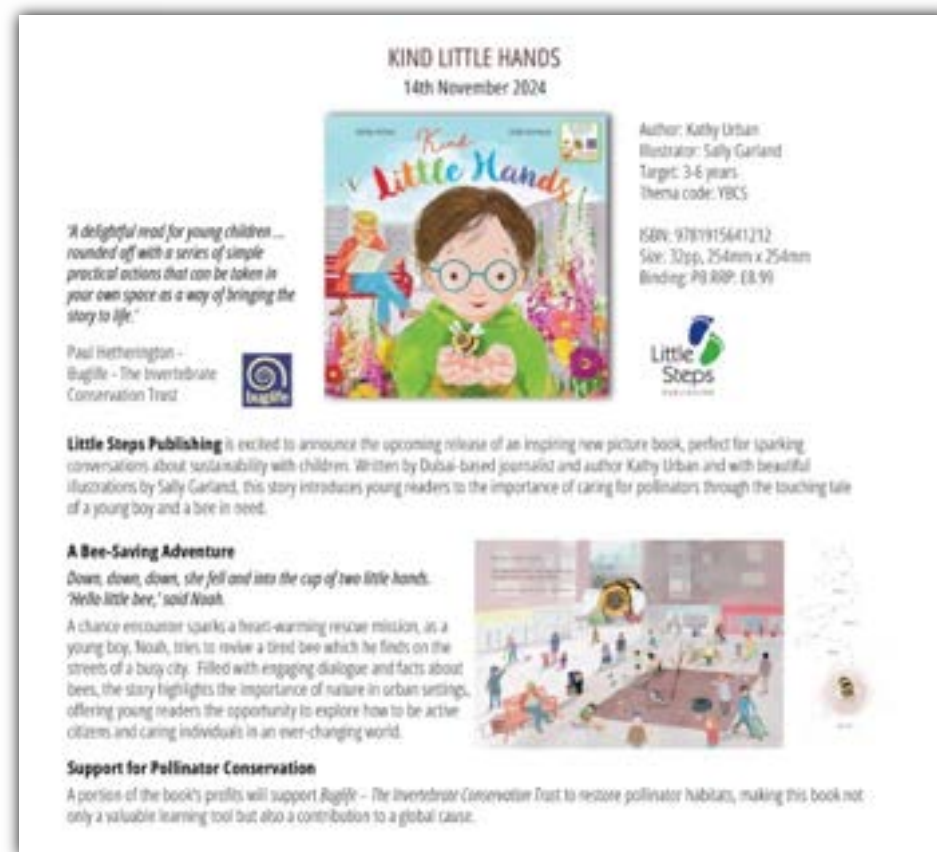 KIND LITTLE HANDS
14th November 2024
Kind
Little Hands
Author: Kathy Urban
Illustrator: Sally Garland
Target: 3-6 years
Thema code: YBCS
ISBN: 9781915641212
Size: 32pp, 254mm x 254mm
Binding: PB RRP: £8.99
Little
Steps
PUBLISHING
'A delightful read for young children ...
rounded off with a series of simple
practical actions that can be taken in
your own space as a way of bringing the
story to life.'
Paul Hetherington –
Buglife – The Invertebrate
Conservation Trust
buglife
Little Steps Publishing is excited to announce the upcoming release of an inspiring new picture book, perfect for sparking
conversations about sustainability with children. Written by Dubai-based journalist and author Kathy Urban and with beautiful
illustrations by Sally Garland, this story introduces young readers to the importance of caring for pollinators through the touching tale
of a young boy and a bee in need.
A Bee-Saving Adventure
Down, down, down, she fell and into the cup of two little hands.
'Hello little bee,' said Noah.
A chance encounter sparks a heart-warming rescue mission, as a
young boy, Noah, tries to revive a tired bee which he finds on the
streets of a busy city. Filled with engaging dialogue and facts about
bees, the story highlights the importance of nature in urban settings,
offering young readers the opportunity to explore how to be active
citizens and caring individuals in an ever-changing world.
Support for Pollinator Conservation
A portion of the book's profits will support Buglife – The Invertebrate Conservation Trust to restore pollinator habitats, making this book not
only a valuable learning tool but also a contribution to a global cause.